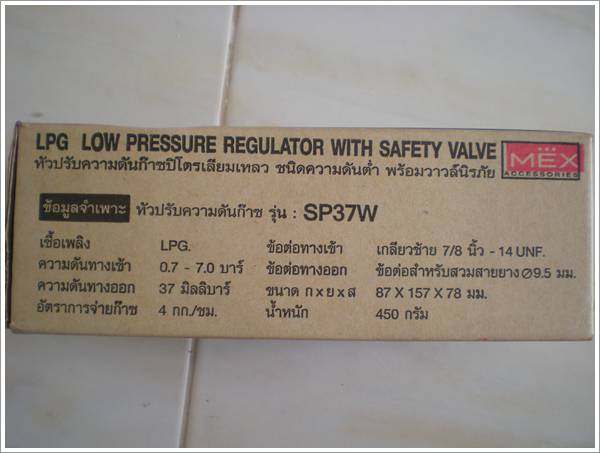 LPG LOW PRESSURE REGULATOR WITH SAFETY VALVE
MEX
ACCESSORIES
หัวปรับความดันก๊าซปิโตรเลียมเหลว ชนิดความดันต่ำ พร้อมวาวล์นิรภัย
ข้อมูลจำเพาะ หัวปรับความดันก๊าซ รุ่น : SP37W
เชื้อเพลิง LPG. ข้อต่อทางเข้า เกลียวซ้าย 7/8 นิ้ว - 14 UNF.
ความดันทางเข้า 0.7 - 7.0 บาร์ ข้อต่อทางออก ข้อต่อสำหรับสวมสายยาง Ø 9.5 มม.
ความดันทางออก 37 มิลลิบาร์ ขนาด ก x ย x ส 87 X 157 X 78 มม.
อัตราการจ่ายก๊าซ 4 กก./ชม. น้ำหนัก 450 กรัม